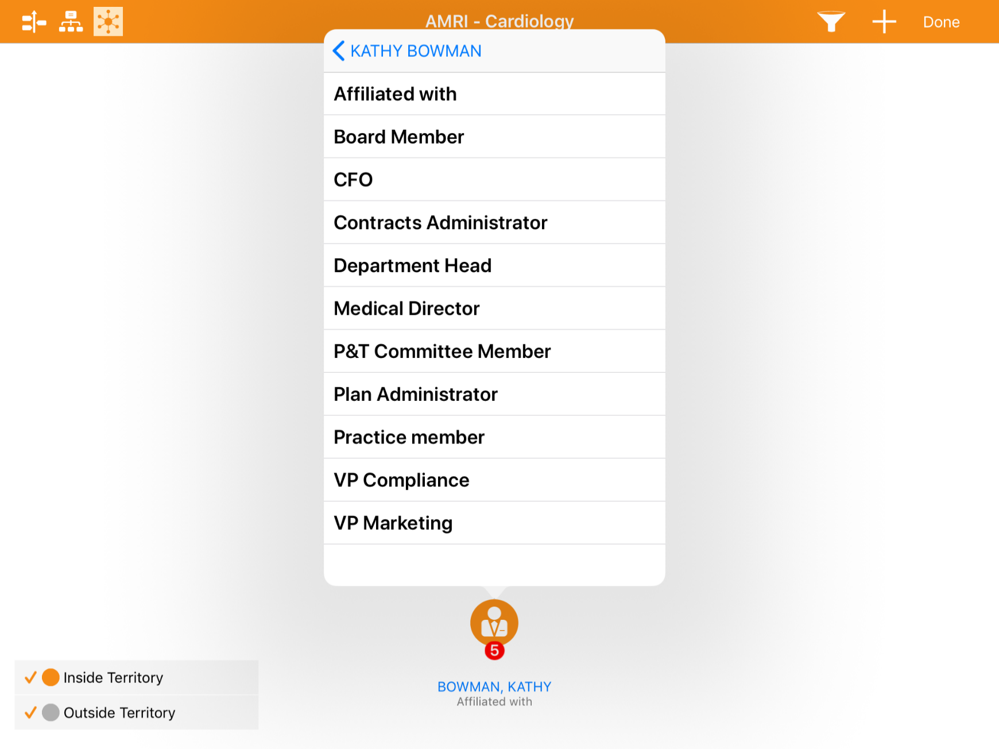 AMRI - Cardiology
Done
KATHY BOWMAN
Affiliated with
Board Member
CFO
Contracts Administrator
Department Head
Medical Director
P&T Committee Member
Plan Administrator
Practice member
VP Compliance
VP Marketing
5
BOWMAN, KATHY
Affiliated with
Inside Territory
Outside Territory